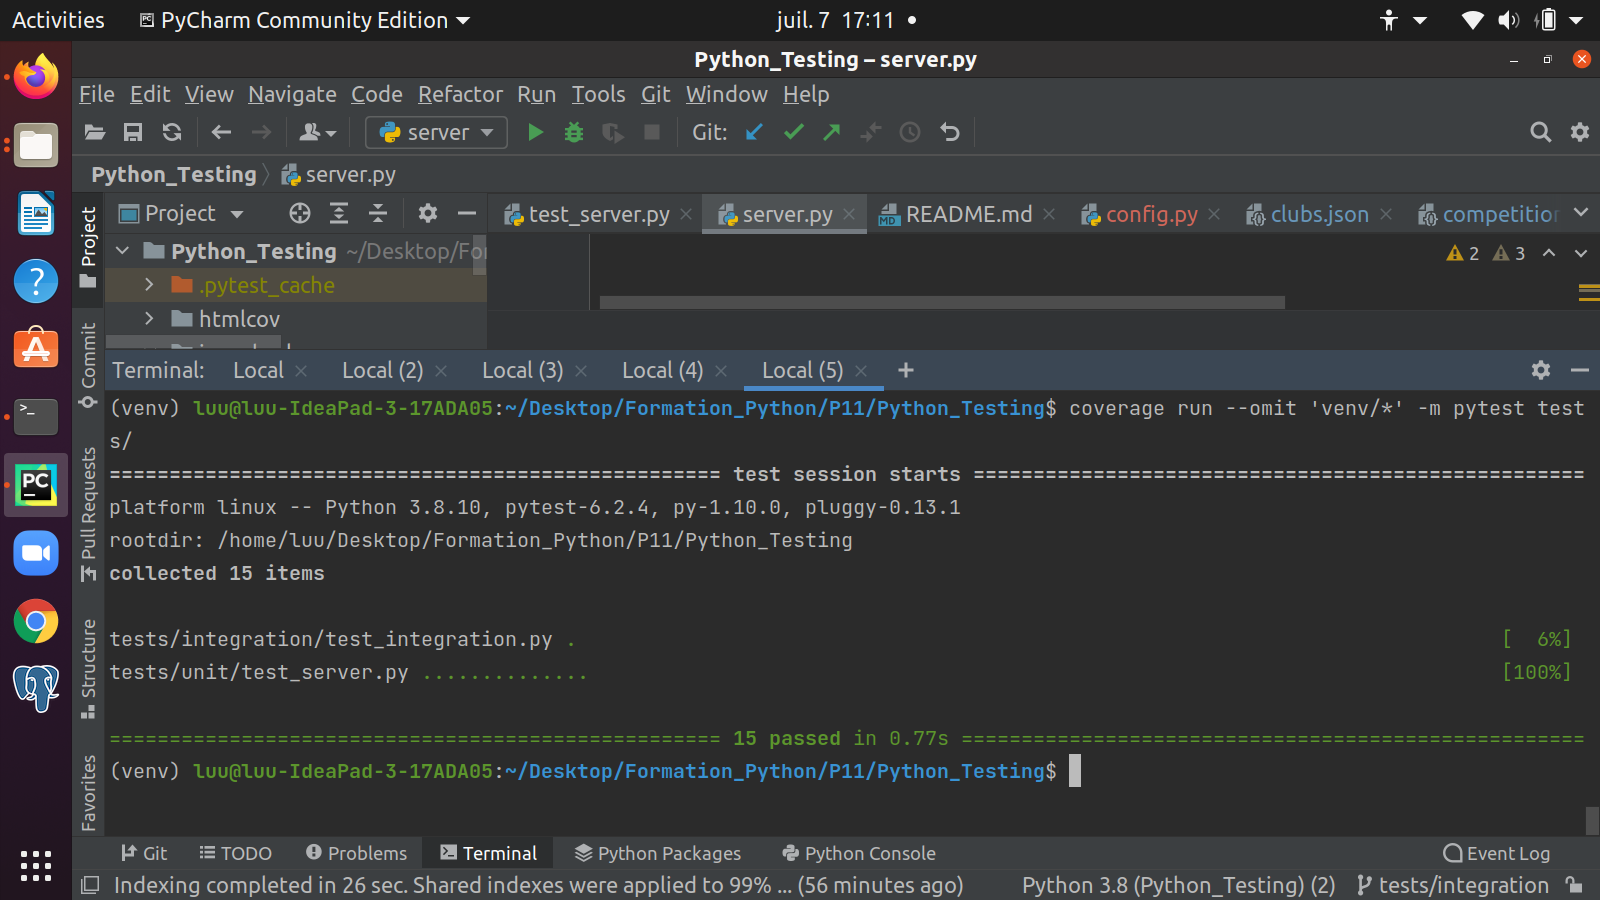 Activities PyCharm Community Edition juil. 7 17:11
Python_Testing – server.py
File Edit View Navigate Code Refactor Run Tools Git Window Help
server Git:
Python_Testing server.py
Project test_server.py server.py README.md config.py clubs.json competition
Python_Testing ~/Desktop/For 2 3
.pytest_cache
htmlcov
Project
Commit
Pull Requests
Structure
Favorites
Terminal: Local Local (2) Local (3) Local (4) Local (5)
(venv) luu@luu-IdeaPad-3-17ADA05:~/Desktop/Formation_Python/P11/Python_Testing$ coverage run --omit 'venv/*' -m pytest test
s/
=================================================== test session starts ===================================================
platform linux -- Python 3.8.10, pytest-6.2.4, py-1.10.0, pluggy-0.13.1
rootdir: /home/luu/Desktop/Formation_Python/P11/Python_Testing
collected 15 items
tests/integration/test_integration.py . [  6%]
tests/unit/test_server.py .............. [100%]
=================================================== 15 passed in 0.77s ====================================================
(venv) luu@luu-IdeaPad-3-17ADA05:~/Desktop/Formation_Python/P11/Python_Testing$
Git TODO Problems Terminal Python Packages Python Console Event Log
Indexing completed in 26 sec. Shared indexes were applied to 99% ... (56 minutes ago) Python 3.8 (Python_Testing) (2) tests/integration